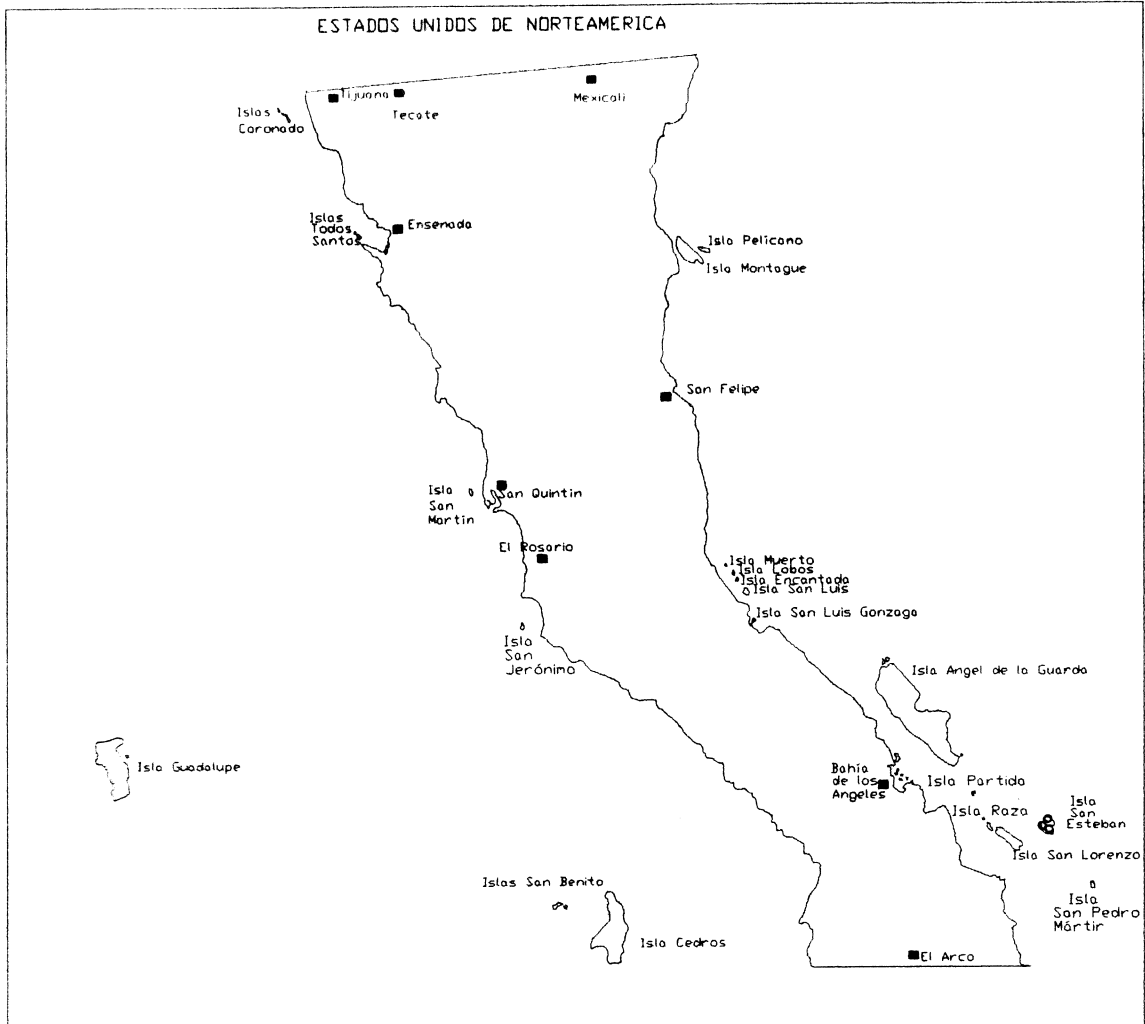 ESTADOS UNIDOS DE NORTEAMERICA
Tijuana
Tecate
Mexicali
Islas
Coronado
Islas
Todos
Santos
Ensenada
Isla Pelícano
Isla Montague
San Felipe
Isla
San
Martín
San Quintín
El Rosario
Isla Muerto
Isla Lobos
Isla Encantada
Isla San Luis
Isla San Luis Gonzaga
Isla
San
Jerónimo
Isla Angel de la Guarda
Isla Guadalupe
Bahía
de los
Angeles
Isla Partida
Isla Raza
Isla
San
Esteban
Isla San Lorenzo
Islas San Benito
Isla
San Pedro
Mártir
Isla Cedros
El Arco